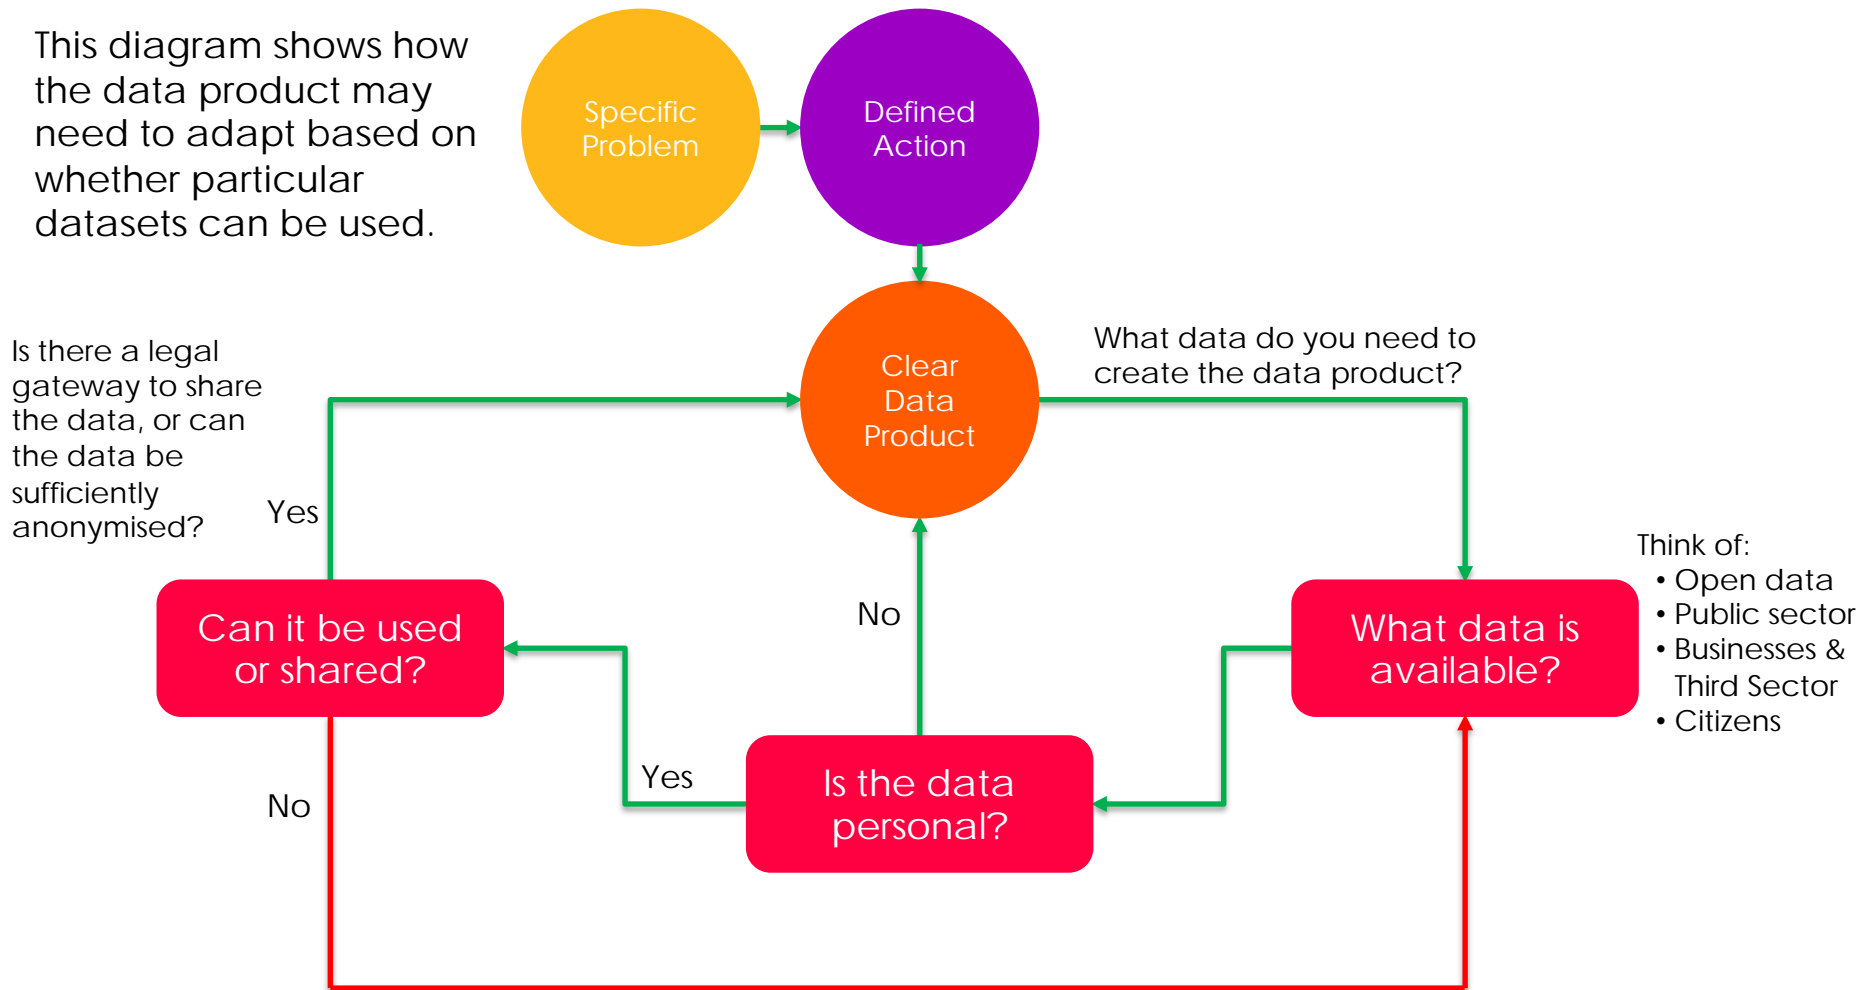 This diagram shows how
the data product may
need to adapt based on
whether particular
datasets can be used.
Specific
Problem
Defined
Action
Clear
Data
Product
What data do you need to
create the data product?
Is there a legal
gateway to share
the data, or can
the data be
sufficiently
anonymised?
Yes
Can it be used
or shared?
No
What data is
available?
Think of:
• Open data
• Public sector
• Businesses &
Third Sector
• Citizens
Yes
Is the data
personal?
No